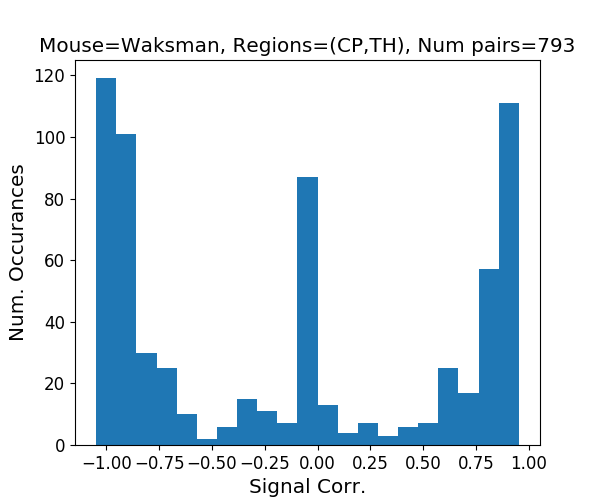 Mouse=Waksman, Regions=(CP,TH), Num pairs=793
120
100
80
60
40
20
0
Num. Occurances
−1.00 −0.75 −0.50 −0.25 0.00 0.25 0.50 0.75 1.00
Signal Corr.